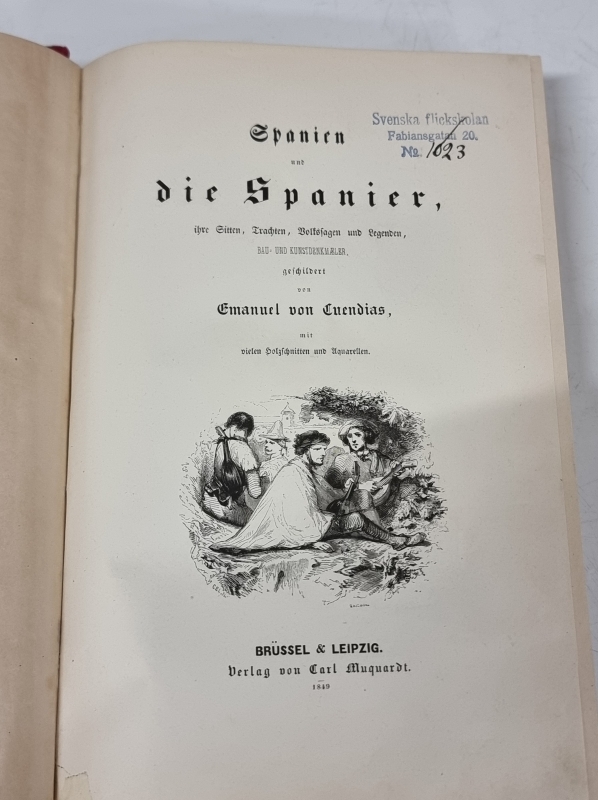 Svenska flickskolan
Fabiansgatan 20.
No. 1023
Spanien
und
die Spanier,
ihre Sitten, Trachten, Volkssagen und Legenden,
BAU- UND KUNSTDENKMÆLER,
geschildert
von
Emanuel von Cuendias,
mit
vielen Holzschnitten und Aquarellen.
BRÜSSEL & LEIPZIG.
Verlag von Carl Muquardt.
1849